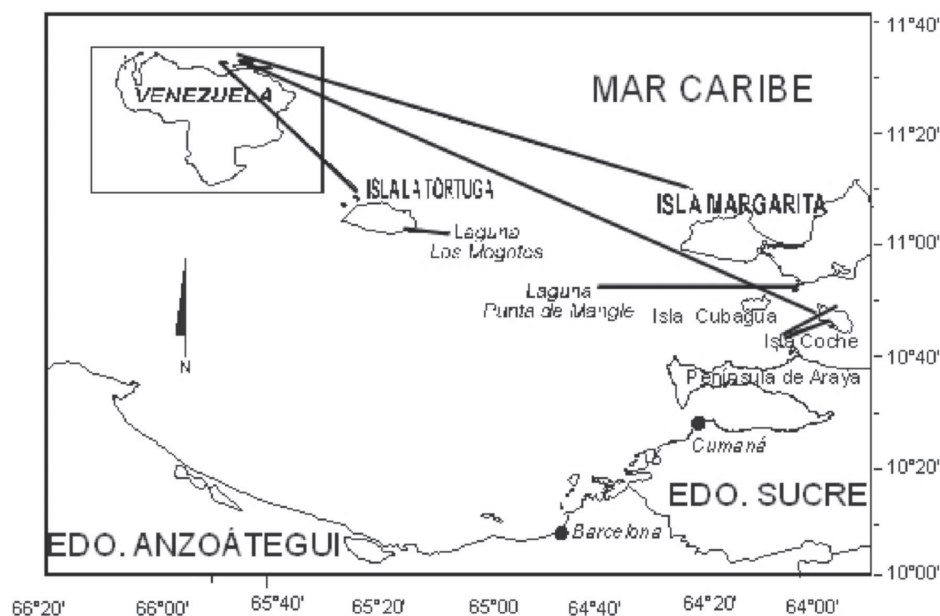 11°40'
VENEZUELA
MAR CARIBE
11°20'
ISLA LA TORTUGA
ISLA MARGARITA
Laguna
Los Mogotes
11°00'
Laguna
Punta de Mangle
Isla Cubagua
Isla Coche
N
10°40'
Península de Araya
Cumaná
10°20'
EDO. SUCRE
Barcelona
EDO. ANZOÁTEGUI
10°00'
66°20'
66°00'
65°40'
65°20'
65°00'
64°40'
64°20'
64°00'